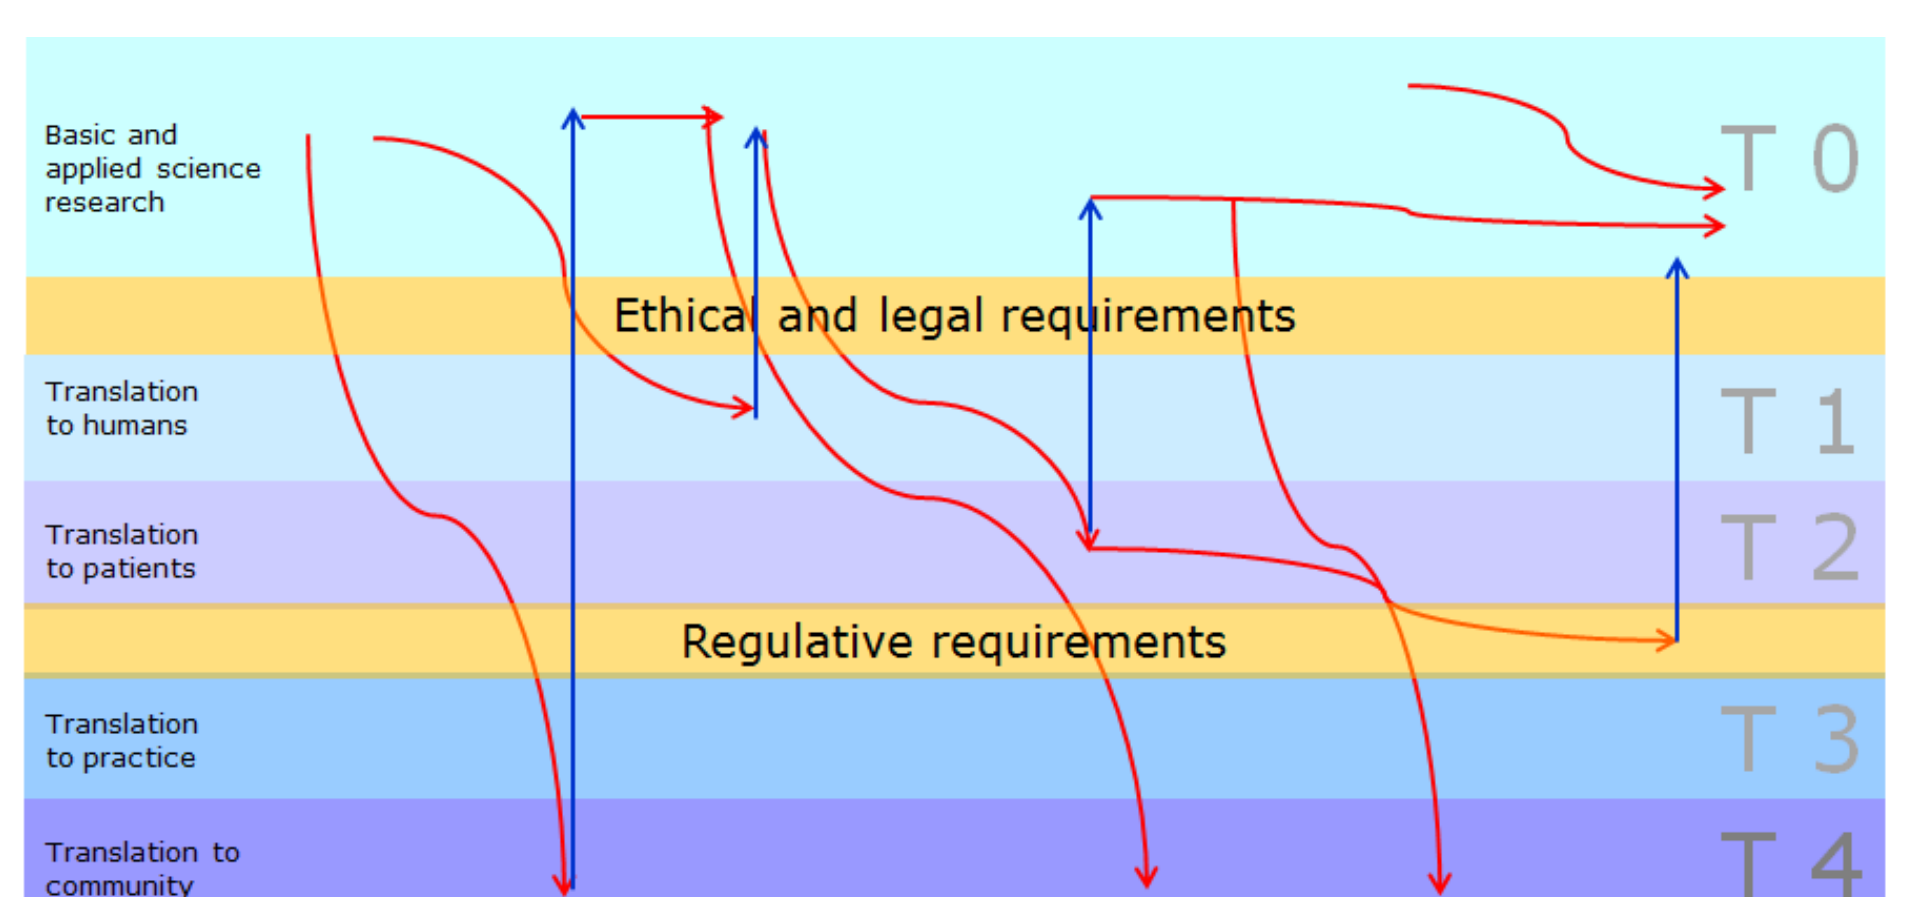 Basic and
applied science
research
T 0
Ethical and legal requirements
Translation
to humans
T 1
Translation
to patients
T 2
Regulative requirements
Translation
to practice
T 3
Translation to
community
T 4